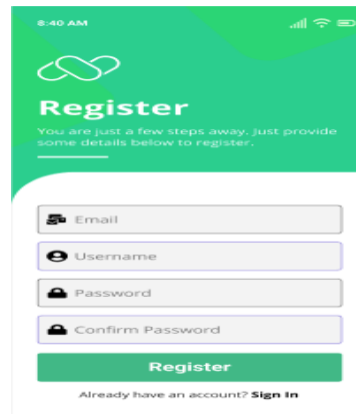 8:40 AM
Register
You are just a few steps away, Just provide
some details below to register.
Email
Username
Password
Confirm Password
Register
Already have an account? Sign In